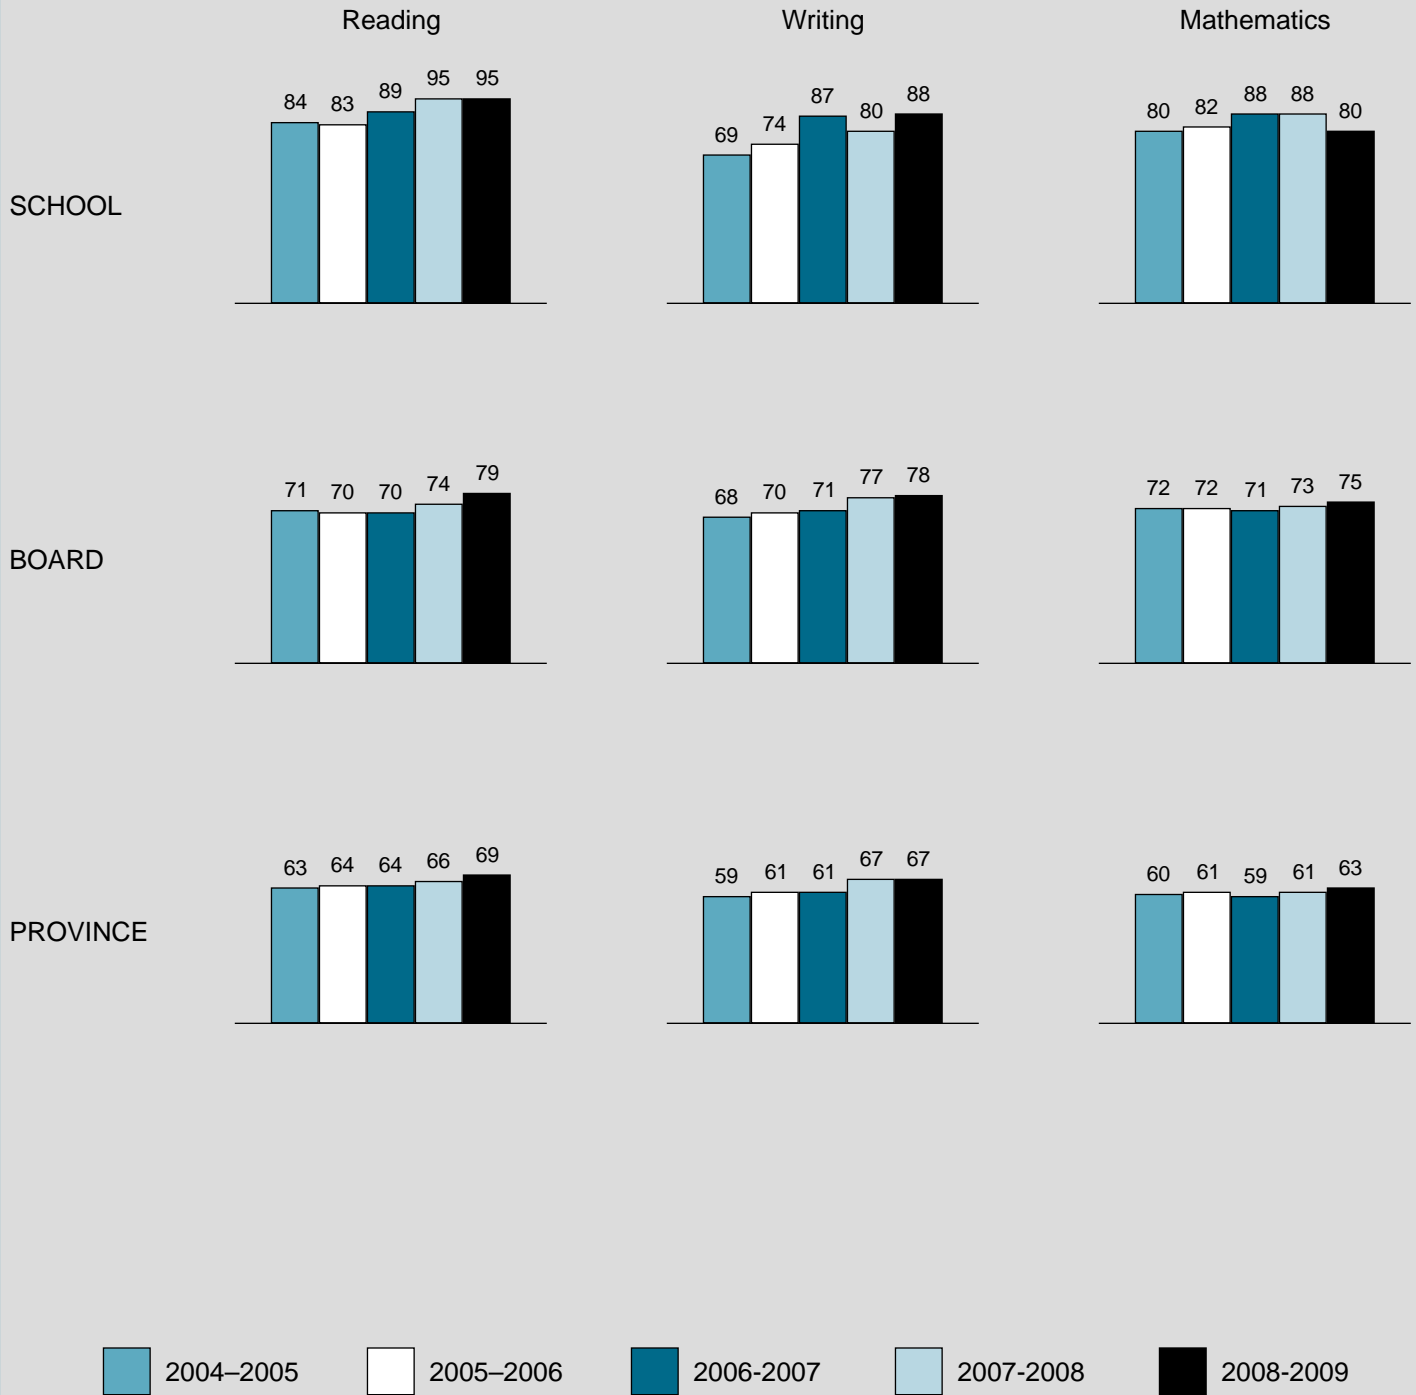 Reading Writing Mathematics
84 83 89 95 95 69 74 87 80 88 80 82 88 88 80
SCHOOL
71 70 70 74 79 68 70 71 77 78 72 72 71 73 75
BOARD
63 64 64 66 69 59 61 61 67 67 60 61 59 61 63
PROVINCE
2004–2005 2005–2006 2006-2007 2007-2008 2008-2009